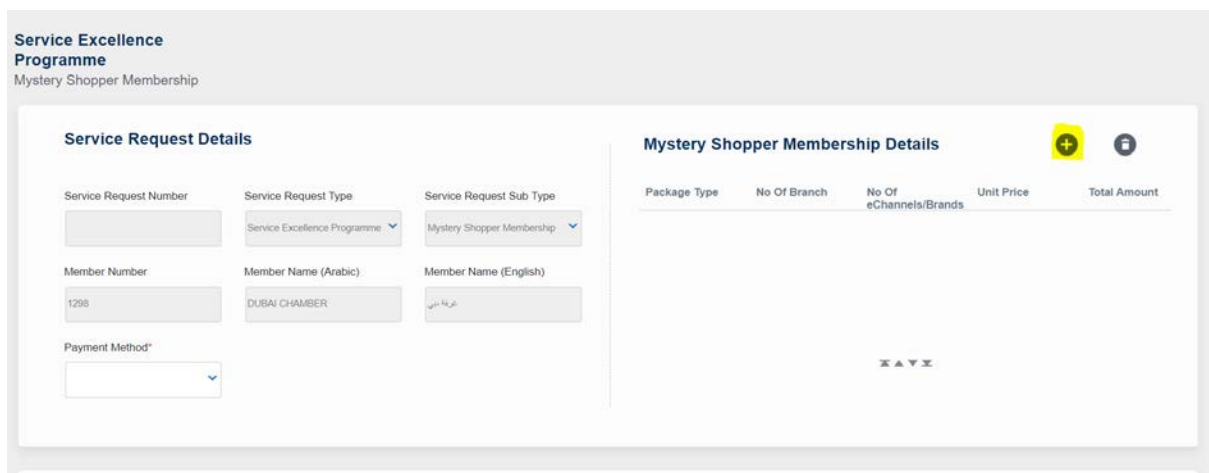 Service Excellence
Programme
Mystery Shopper Membership
Service Request Details
Service Request Number
Service Request Type
Service Request Sub Type
Service Excellence Programme
Mystery Shopper Membership
Member Number
Member Name (Arabic)
Member Name (English)
1298
DUBAI CHAMBER
غرفة دبي
Payment Method*
Mystery Shopper Membership Details
Package Type
No Of Branch
No Of
eChannels/Brands
Unit Price
Total Amount